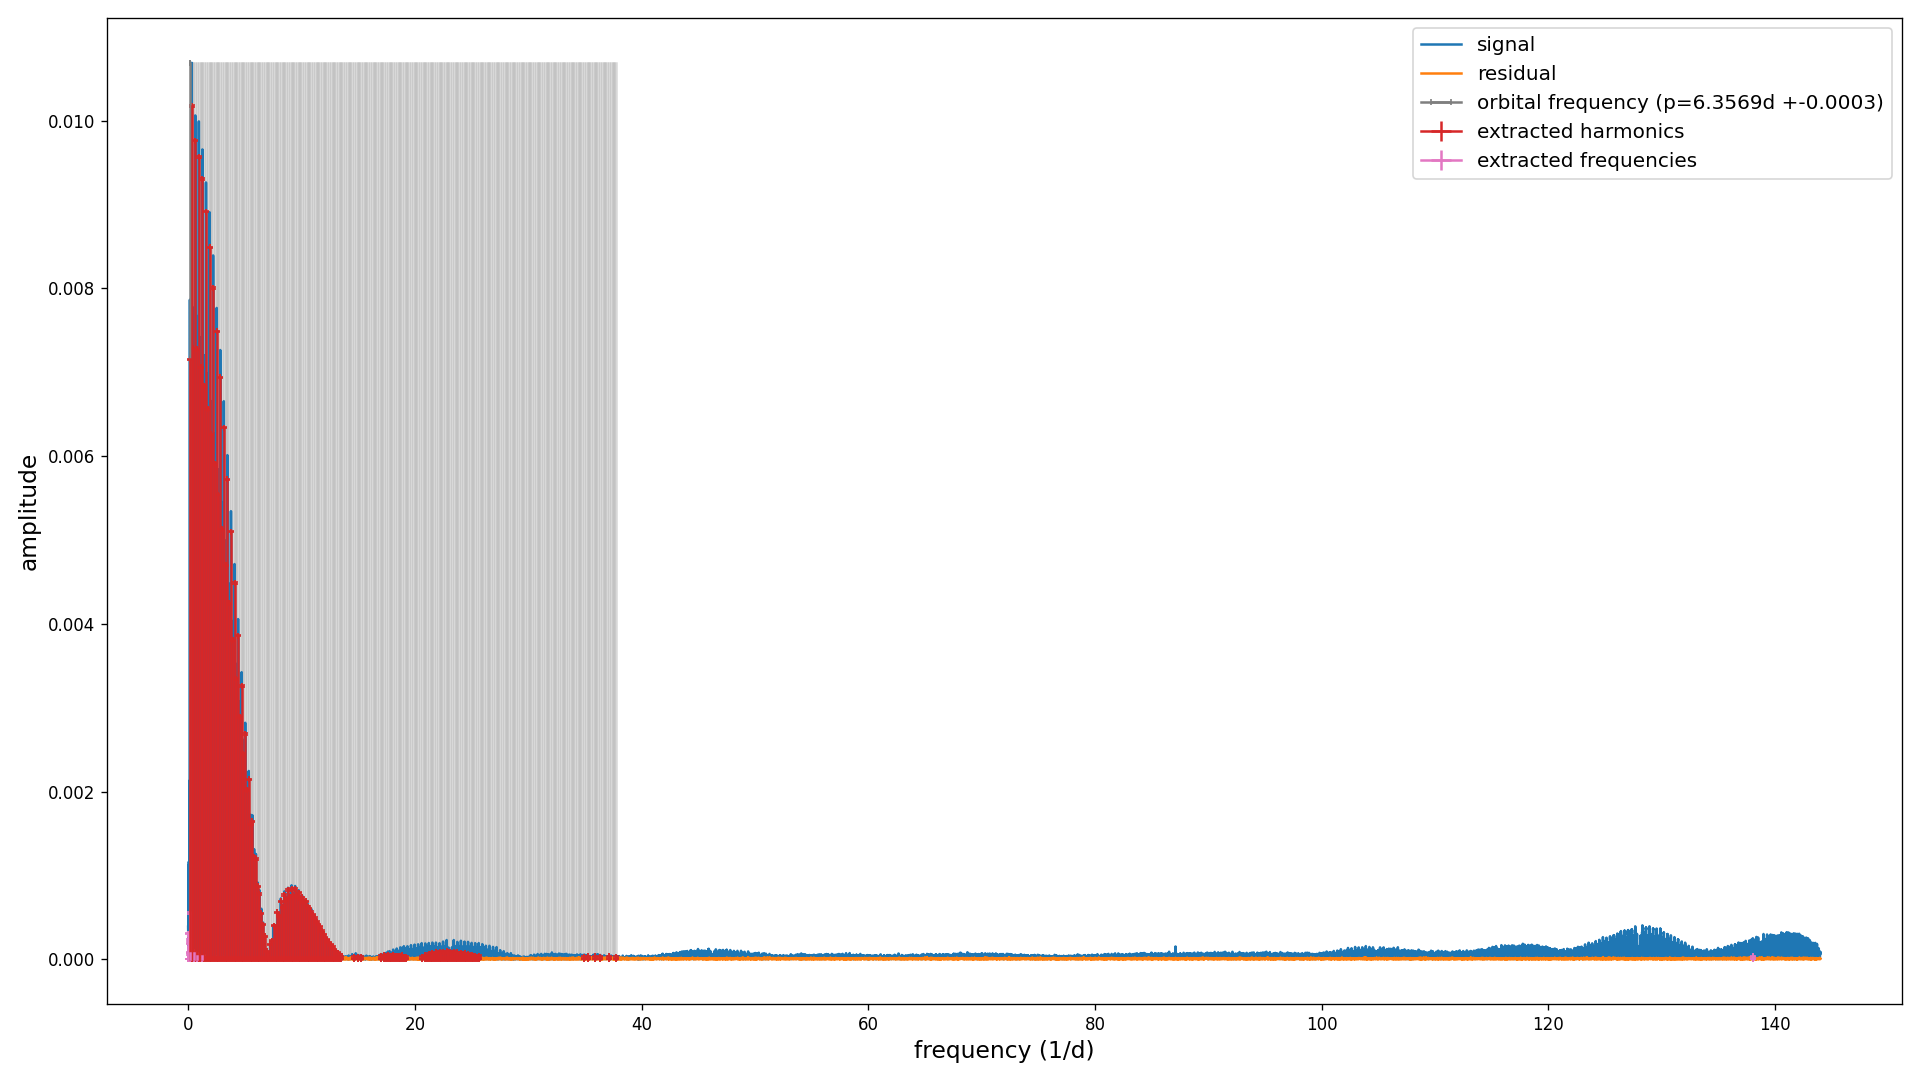 signal
residual
orbital frequency (p=6.3569d +-0.0003)
extracted harmonics
extracted frequencies
0.010
0.008
0.006
0.004
0.002
0.000
amplitude
0 20 40 60 80 100 120 140
frequency (1/d)